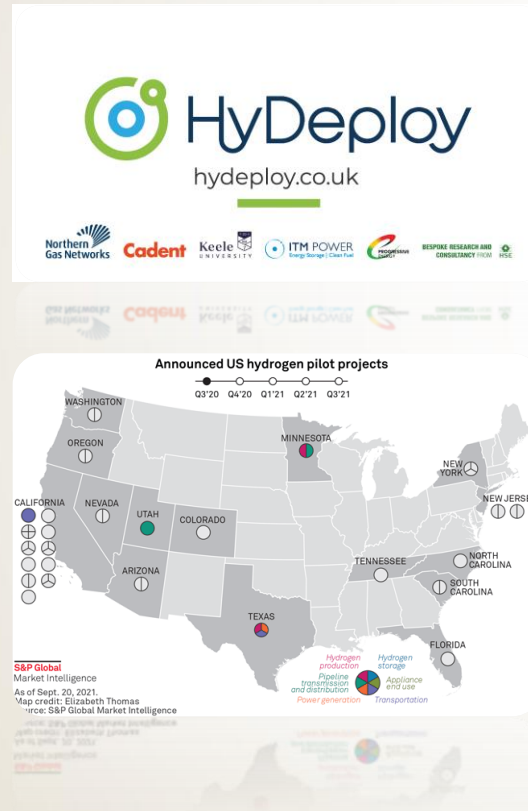 HyDeploy
hydeploy.co.uk
Northern
Gas Networks
Cadent
Keele
UNIVERSITY
ITM POWER
Energy Storage | Clean Fuel
PROGRESSIVE
ENERGY
BESPOKE RESEARCH AND
CONSULTANCY FROM
HSE
Announced US hydrogen pilot projects
Q3'20 Q4'20 Q1'21 Q2'21 Q3'21
WASHINGTON
OREGON
MINNESOTA
NEW
YORK
CALIFORNIA
NEVADA
UTAH
COLORADO
NEW JERSE
ARIZONA
TENNESSEE
NORTH
CAROLINA
SOUTH
CAROLINA
TEXAS
FLORIDA
Hydrogen
production
Hydrogen
storage
Pipeline
transmission
and distribution
Appliance
end use
Power generation
Transportation
S&P Global
Market Intelligence
As of Sept. 20, 2021.
Map credit: Elizabeth Thomas
Source: S&P Global Market Intelligence